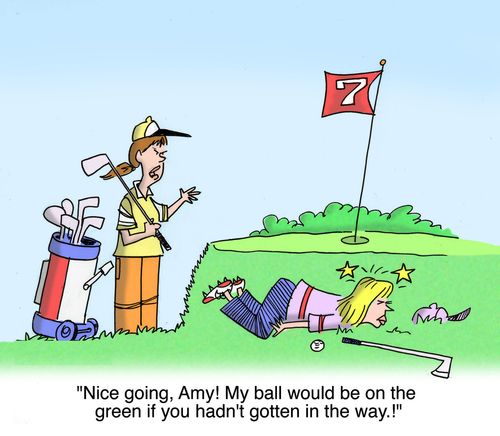 7
"Nice going, Amy! My ball would be on the
green if you hadn't gotten in the way.!"